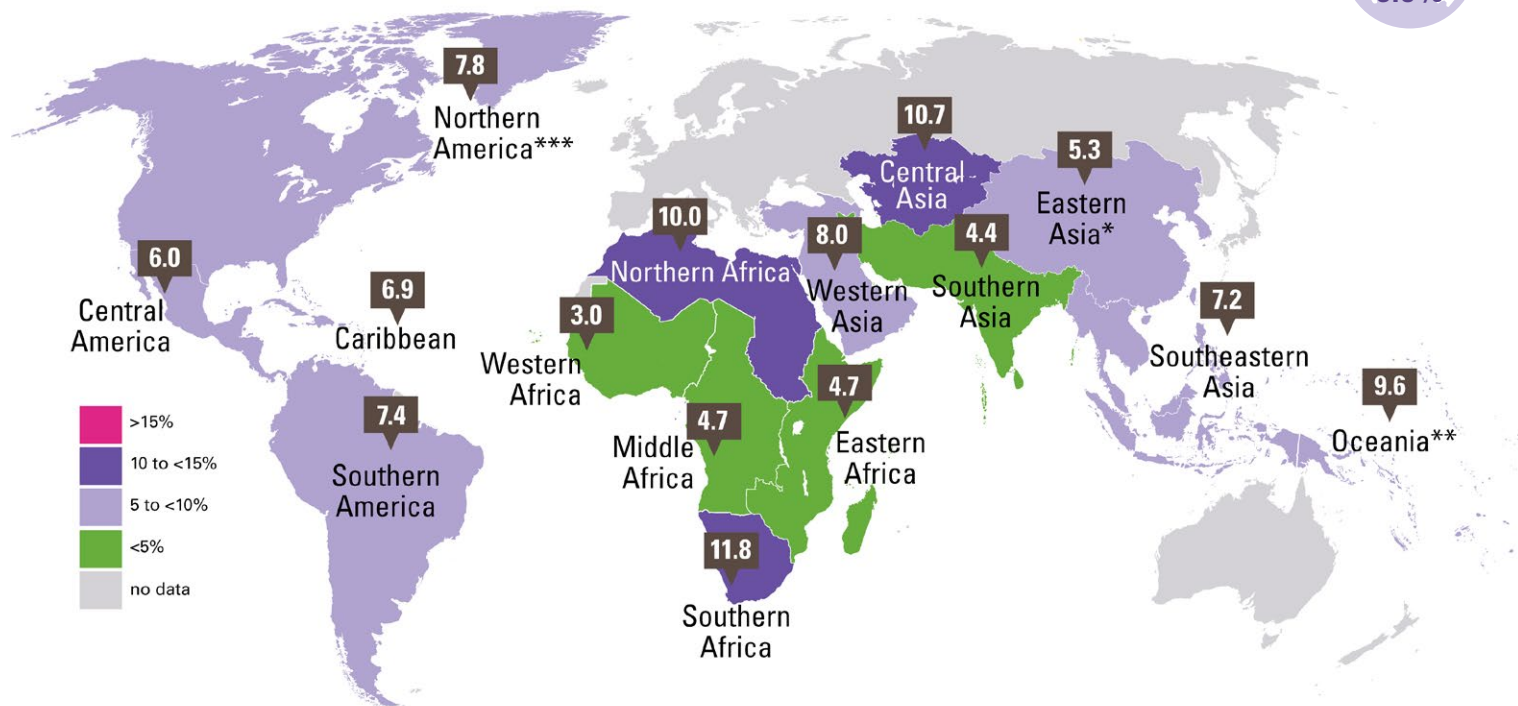 7.8
Northern
America***
10.7
Central
Asia
5.3
Eastern
Asia*
10.0
Northern Africa
8.0
Western
Asia
4.4
Southern
Asia
6.0
Central
America
6.9
Caribbean
3.0
Western
Africa
7.2
Southeastern
Asia
9.6
Oceania**
7.4
Southern
America
4.7
Middle
Africa
4.7
Eastern
Africa
11.8
Southern
Africa
>15%
10 to <15%
5 to <10%
<5%
no data